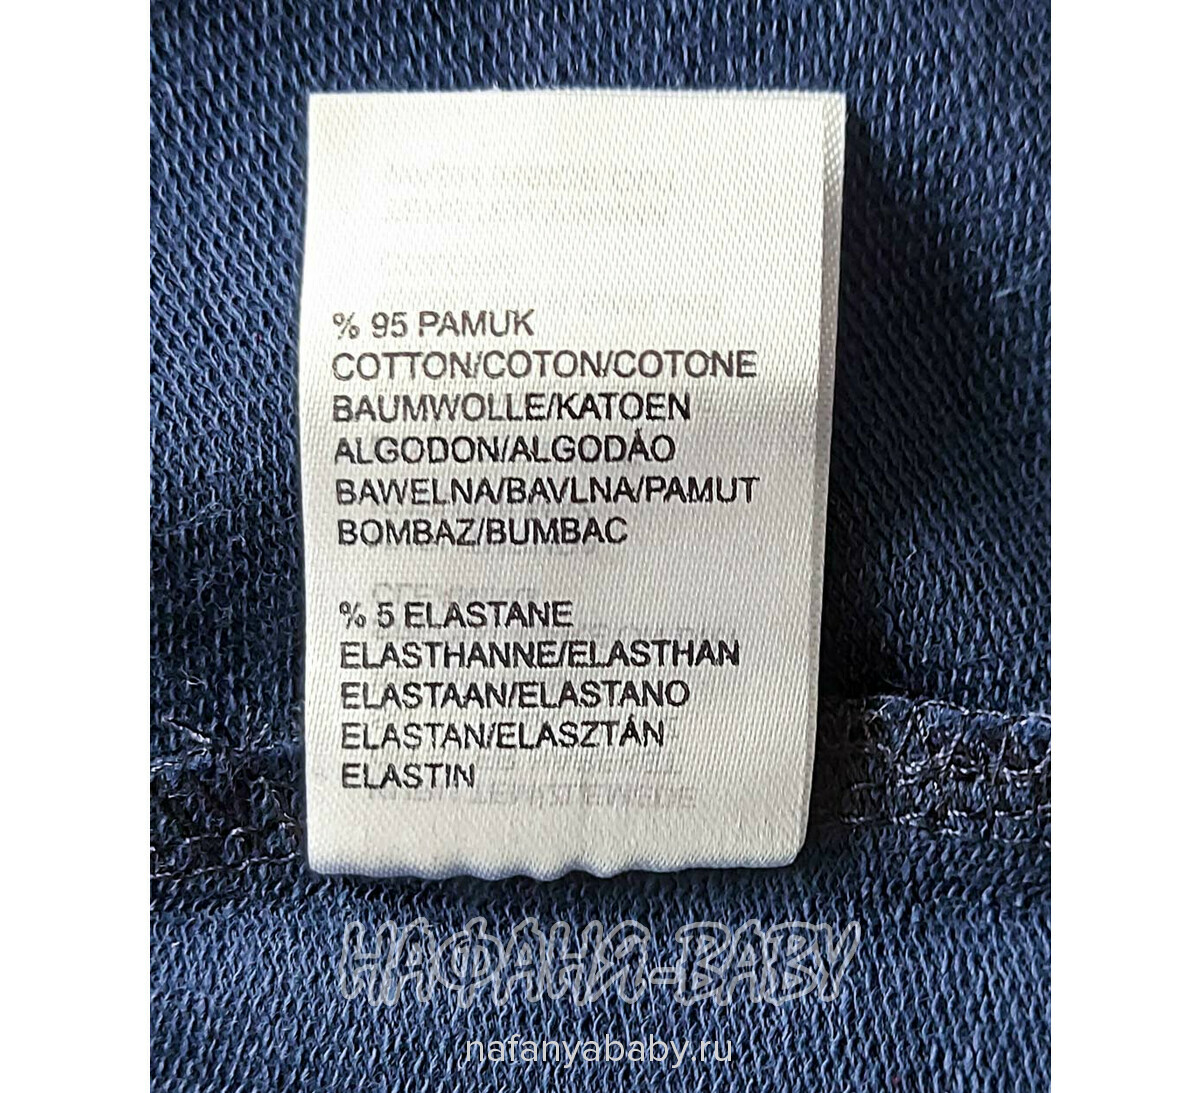 % 95 PAMUK
COTTON/COTON/COTONE
BAUMWOLLE/KATOEN
ALGODON/ALGODÁO
BAWELNA/BAVLNA/PAMUT
BOMBAZ/BUMBAC
% 5 ELASTANE
ELASTHANNE/ELASTHAN
ELASTAAN/ELASTANO
ELASTAN/ELASZTÁN
ELASTIN
НАФАНЯ-BABY
nafanyababy.ru